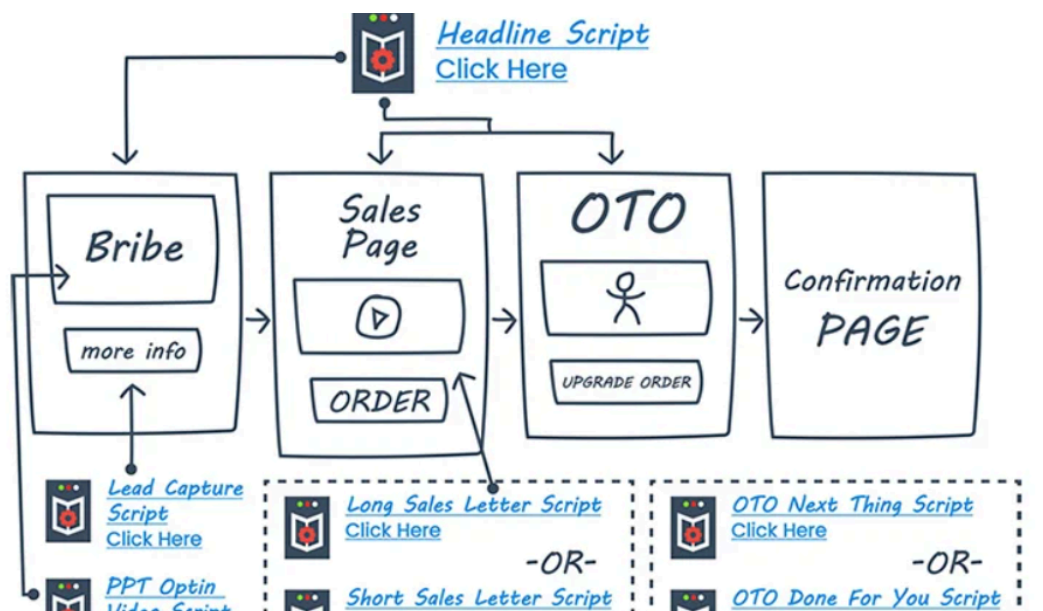 Headline Script
Click Here
Bribe
more info
Sales
Page
ORDER
OTO
UPGRADE ORDER
Confirmation
PAGE
Lead Capture
Script
Click Here
PPT Optin
Video Script
Long Sales Letter Script
Click Here
-OR-
Short Sales Letter Script
OTO Next Thing Script
Click Here
-OR-
OTO Done For You Script